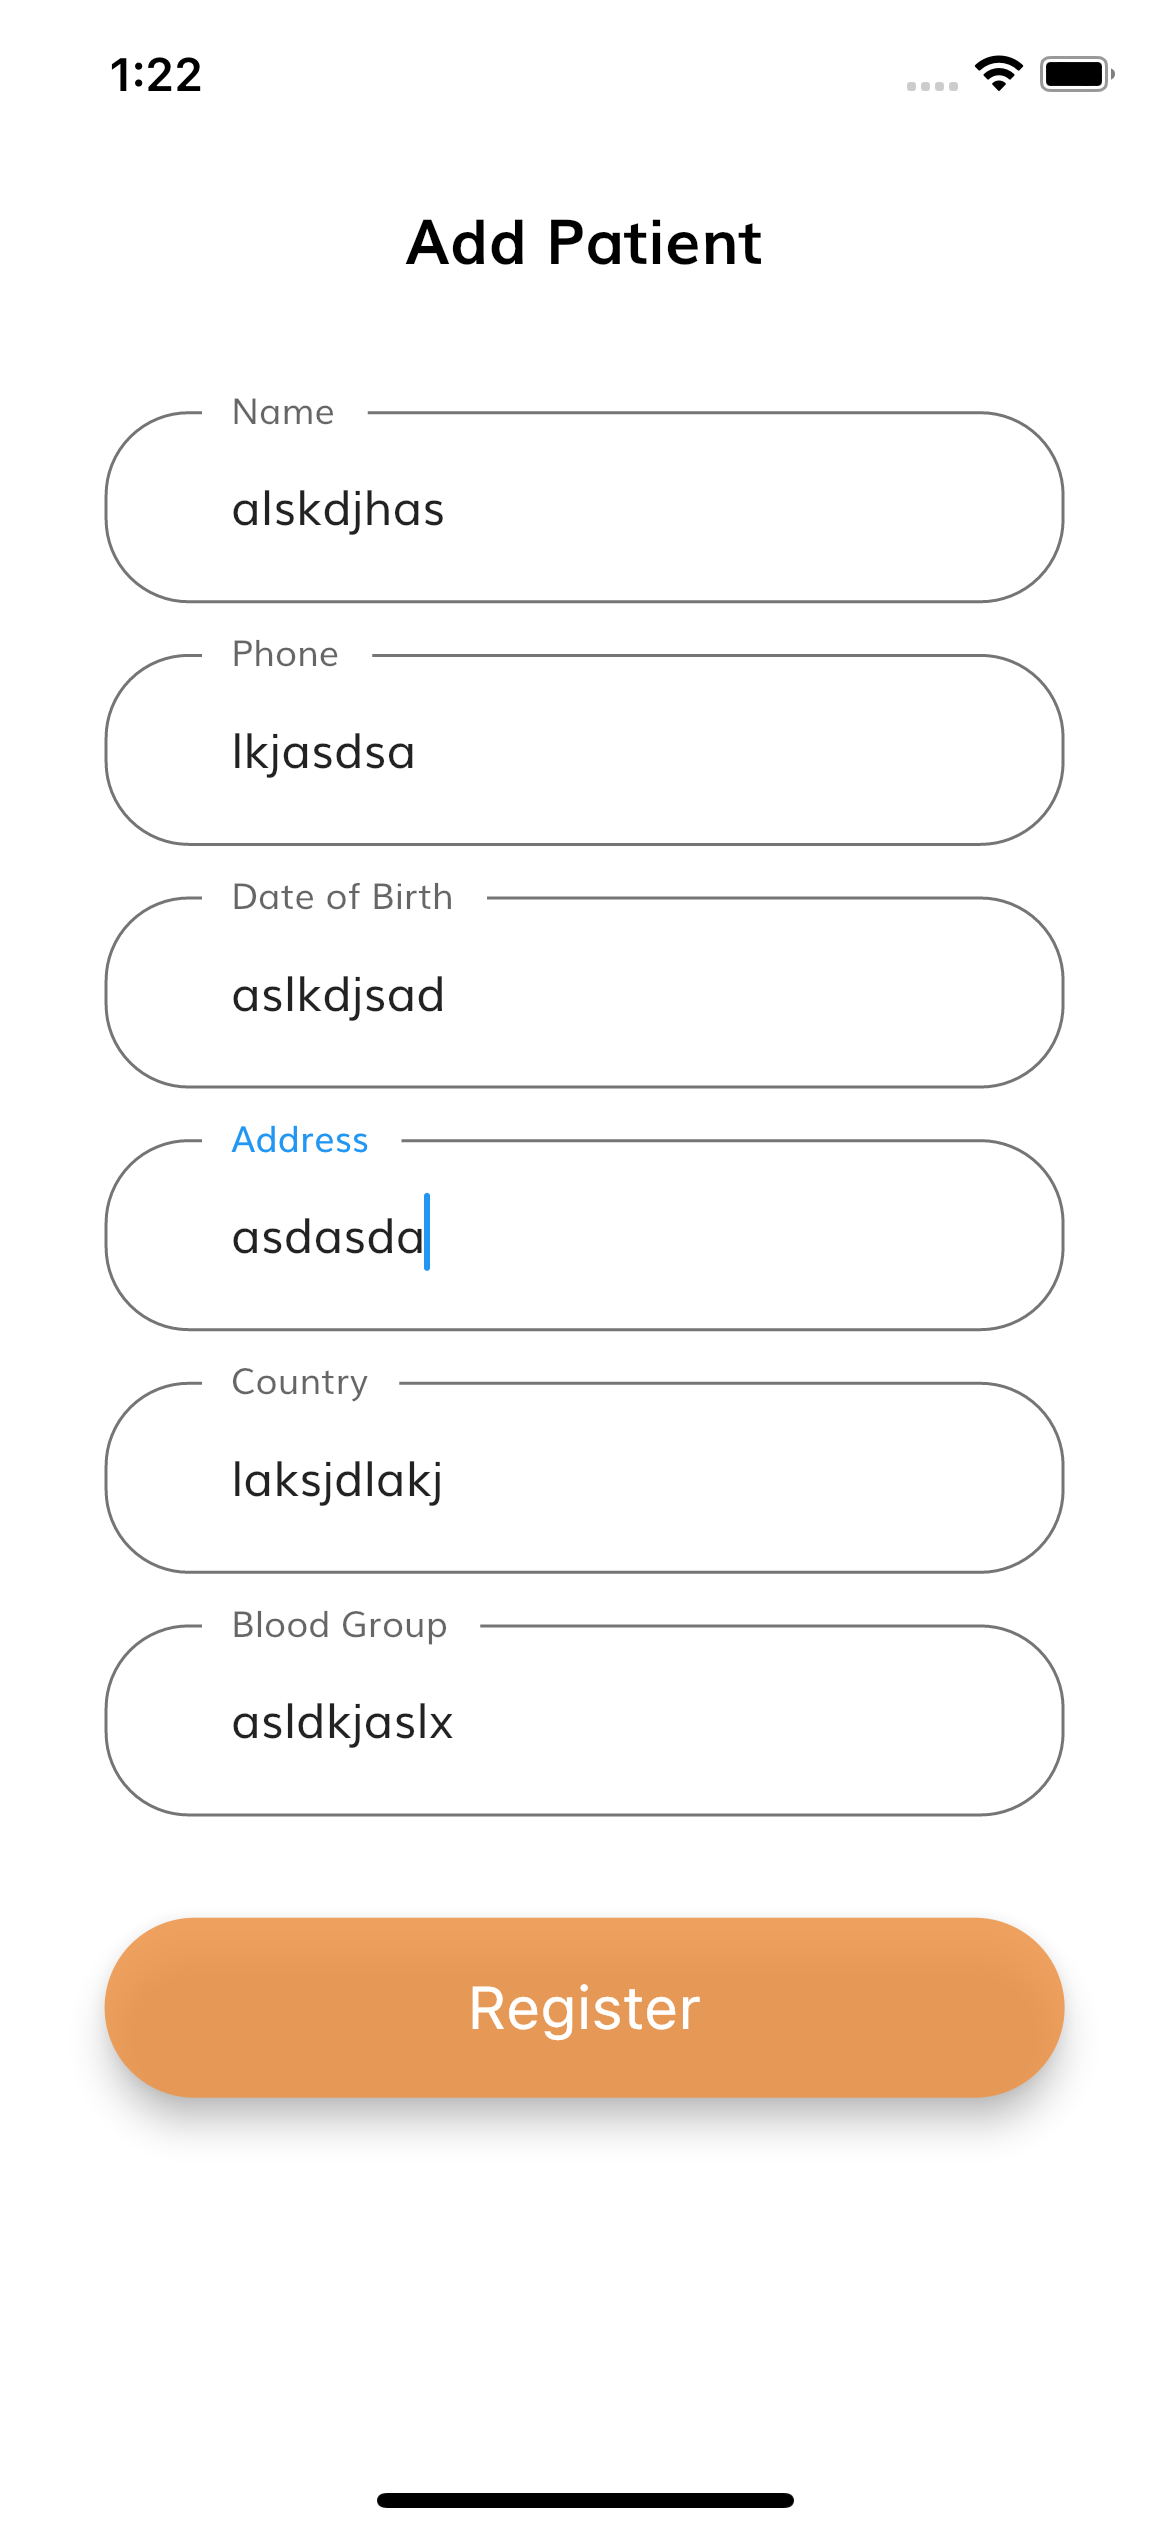 1:22
Add Patient
Name
alskdjhas
Phone
lkjasdsa
Date of Birth
aslkdjsad
Address
asdasda
Country
laksjdlakj
Blood Group
asldkjaslx
Register